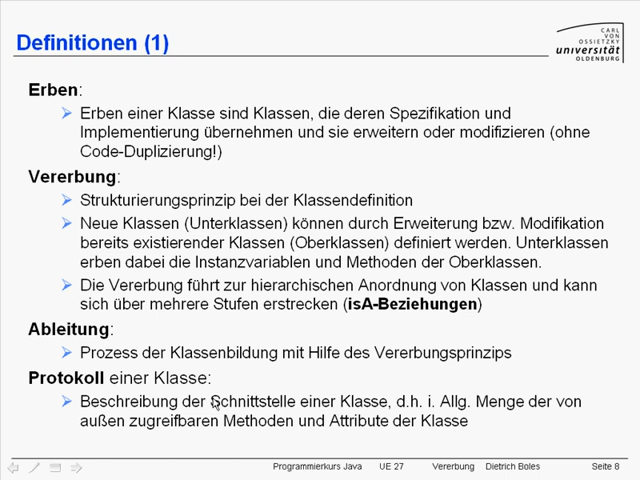 Definitionen (1)
CARL
VON
OSSIETZKY
universität
OLDENBURG
Erben:
Erben einer Klasse sind Klassen, die deren Spezifikation und
Implementierung übernehmen und sie erweitern oder modifizieren (ohne
Code-Duplizierung!)
Vererbung:
Strukturierungsprinzip bei der Klassendefinition
Neue Klassen (Unterklassen) können durch Erweiterung bzw. Modifikation
bereits existierender Klassen (Oberklassen) definiert werden. Unterklassen
erben dabei die Instanzvariablen und Methoden der Oberklassen.
Die Vererbung führt zur hierarchischen Anordnung von Klassen und kann
sich über mehrere Stufen erstrecken (isA-Beziehungen)
Ableitung:
Prozess der Klassenbildung mit Hilfe des Vererbungsprinzips
Protokoll einer Klasse:
Beschreibung der Schnittstelle einer Klasse, d.h. i. Allg. Menge der von
außen zugreifbaren Methoden und Attribute der Klasse
Programmierkurs Java UE 27 Vererbung Dietrich Boles Seite 8